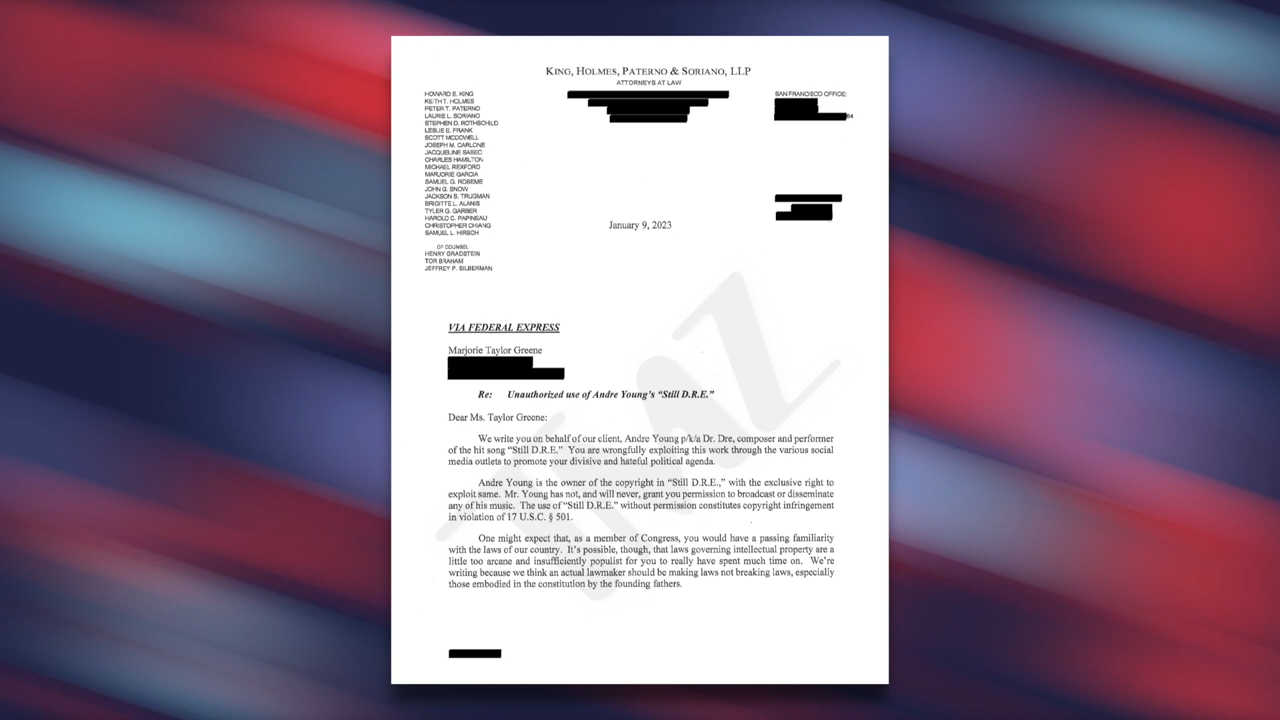 KING, HOLMES, PATERNO & SORIANO, LLP
ATTORNEYS AT LAW
HOWARD E. KING
KEITH T. HOLMES
PETER T. PATERNO
LAURIE L. SORIANO
STEPHEN D. ROTHSCHILD
LESLIE E. FRANK
SCOTT MCDOWELL
JOSEPH M. CARLONE
JACQUELINE SABEC
CHARLES HAMILTON
MICHAEL REXFORD
MARJORIE GARCIA
SAMUEL G. ROSEME
JOHN G. SNOW
JACKSON S. TRUGMAN
BRIGITTE L. ALANIS
TYLER G. GARBER
HAROLD C. PAPINEAU
CHRISTOPHER CHIANG
SAMUEL L. HIRSCH
OF COUNSEL
HENRY GRADSTEIN
TOR BRAHAM
JEFFREY P. SILBERMAN
SAN FRANCISCO OFFICE:
January 9, 2023
VIA FEDERAL EXPRESS
Marjorie Taylor Greene
Re: Unauthorized use of Andre Young's “Still D.R.E.”
Dear Ms. Taylor Greene:
We write you on behalf of our client, Andre Young p/k/a Dr. Dre, composer and performer
of the hit song “Still D.R.E.” You are wrongfully exploiting this work through the various social
media outlets to promote your divisive and hateful political agenda.
Andre Young is the owner of the copyright in “Still D.R.E.,” with the exclusive right to
exploit same. Mr. Young has not, and will never, grant you permission to broadcast or disseminate
any of his music. The use of “Still D.R.E.” without permission constitutes copyright infringement
in violation of 17 U.S.C. § 501.
One might expect that, as a member of Congress, you would have a passing familiarity
with the laws of our country. It's possible, though, that laws governing intellectual property are a
little too arcane and insufficiently populist for you to really have spent much time on. We're
writing because we think an actual lawmaker should be making laws not breaking laws, especially
those embodied in the constitution by the founding fathers.